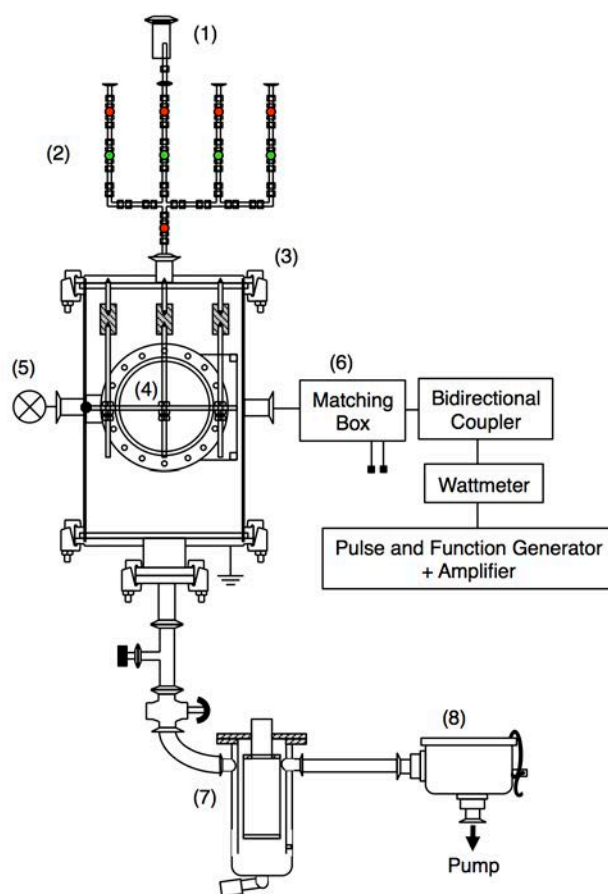 (1)
(2)
(3)
(5)
(4)
(6)
Matching
Box
Bidirectional
Coupler
Wattmeter
Pulse and Function Generator
+ Amplifier
(7)
(8)
Pump